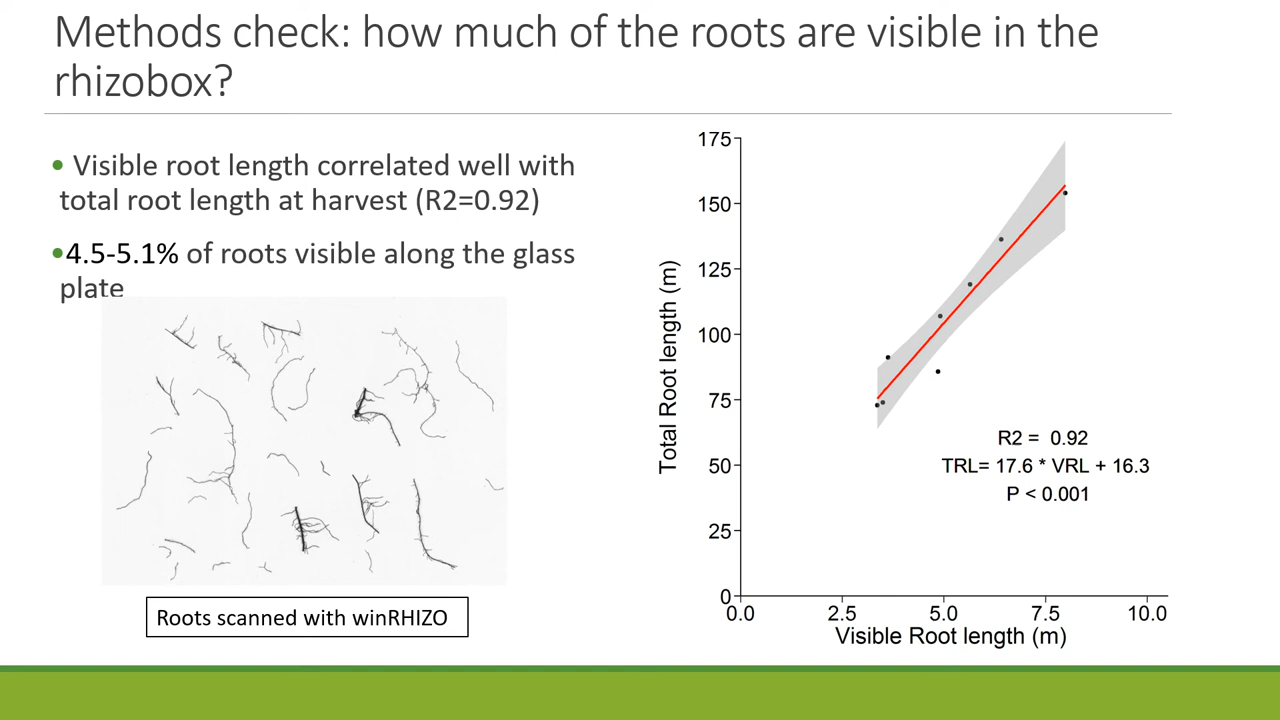 Methods check: how much of the roots are visible in the
rhizobox?
• Visible root length correlated well with
total root length at harvest (R2=0.92)
•4.5-5.1% of roots visible along the glass
plate
Roots scanned with winRHIZO
175
150
125
100
75
50
25
0
Total Root length (m)
R2 = 0.92
TRL= 17.6 * VRL + 16.3
P < 0.001
0.0 2.5 5.0 7.5 10.0
Visible Root length (m)